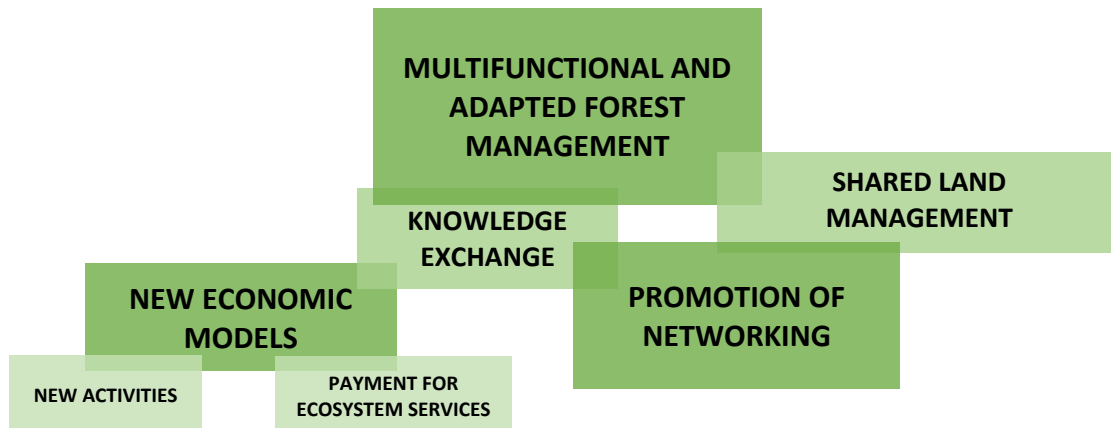 MULTIFUNCTIONAL AND
ADAPTED FOREST
MANAGEMENT
SHARED LAND
MANAGEMENT
KNOWLEDGE
EXCHANGE
NEW ECONOMIC
MODELS
PROMOTION OF
NETWORKING
NEW ACTIVITIES
PAYMENT FOR
ECOSYSTEM SERVICES